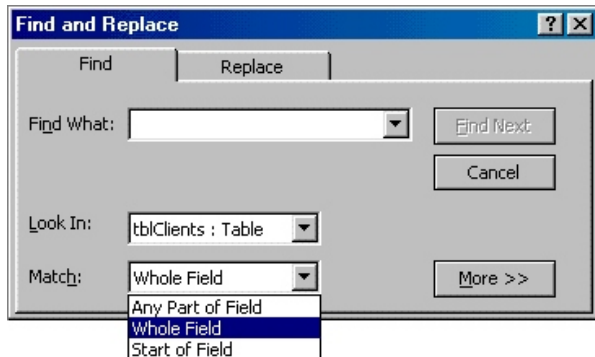 Find and Replace
Find Replace
Find What: Find Next
Cancel
Look In: tblClients : Table
Match: Whole Field More >>
Any Part of Field
Whole Field
Start of Field